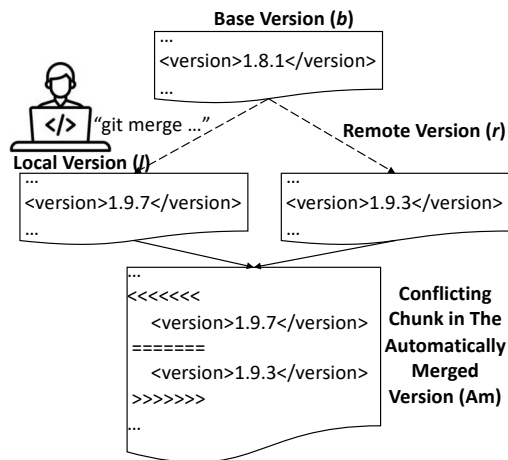 Base Version (b)
...
<version>1.8.1</version>
...
</>
“git merge …”
Remote Version (r)
Local Version (l)
...
<version>1.9.7</version>
...
...
<version>1.9.3</version>
...
...
<<<<<<<
<version>1.9.7</version>
=======
<version>1.9.3</version>
>>>>>>>
...
Conflicting
Chunk in The
Automatically
Merged
Version (Am)